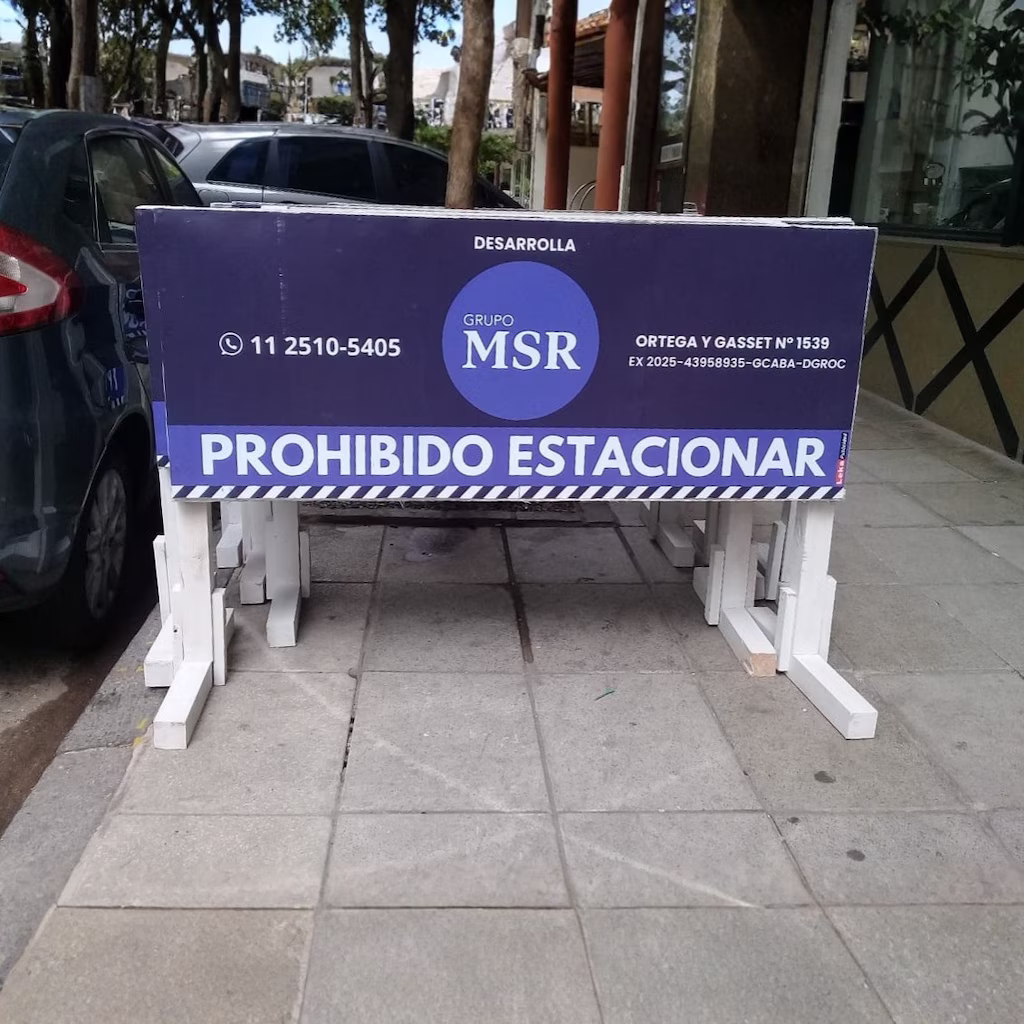 DESARROLLA
GRUPO
MSR
11 2510-5405
ORTEGA Y GASSET Nº 1539
EX 2025-43958935-GCABA-DGROC
PROHIBIDO ESTACIONAR